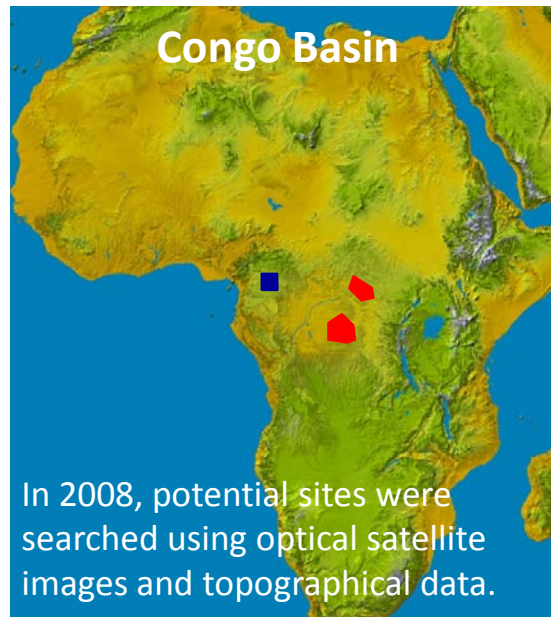 Congo Basin
In 2008, potential sites were
searched using optical satellite
images and topographical data.